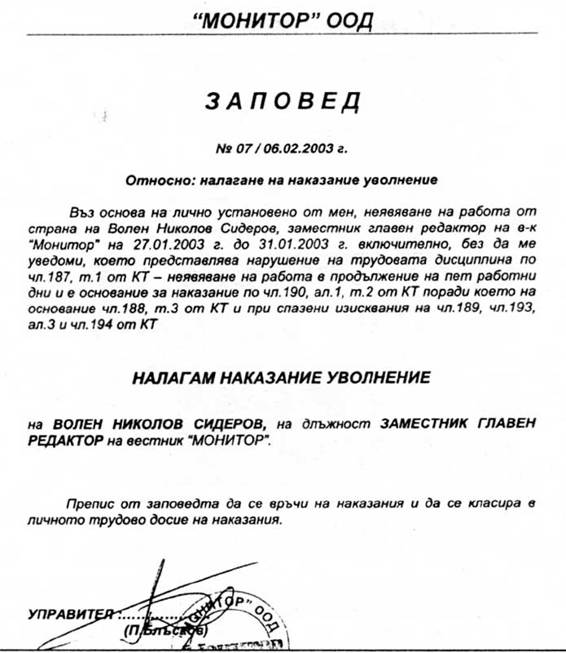 “МОНИТОР” ООД
ЗАПОВЕД
№ 07 / 06.02.2003 г.
Относно: налагане на наказание уволнение
Въз основа на лично установено от мен, неявяване на работа от
страна на Волен Николов Сидеров, заместник главен редактор на в-к
“Монитор” на 27.01.2003 г. до 31.01.2003 г. включително, без да ме
уведоми, което представлява нарушение на трудовата дисциплина по
чл.187, т.1 от КТ – неявяване на работа в продължение на пет работни
дни и е основание за наказание по чл.190, ал.1, т.2 от КТ поради което на
основание чл.188, т.3 от КТ и при спазени изисквания на чл.189, чл.193,
ал.3 и чл.194 от КТ
НАЛАГАМ НАКАЗАНИЕ УВОЛНЕНИЕ
на ВОЛЕН НИКОЛОВ СИДЕРОВ, на длъжност ЗАМЕСТНИК ГЛАВЕН
РЕДАКТОР на вестник “МОНИТОР”.
Препис от заповедта да се връчи на наказания и да се класира в
личното трудово досие на наказания.
УПРАВИТЕЛ :..................
(П.Блъсков)
“МОНИТОР” ООД